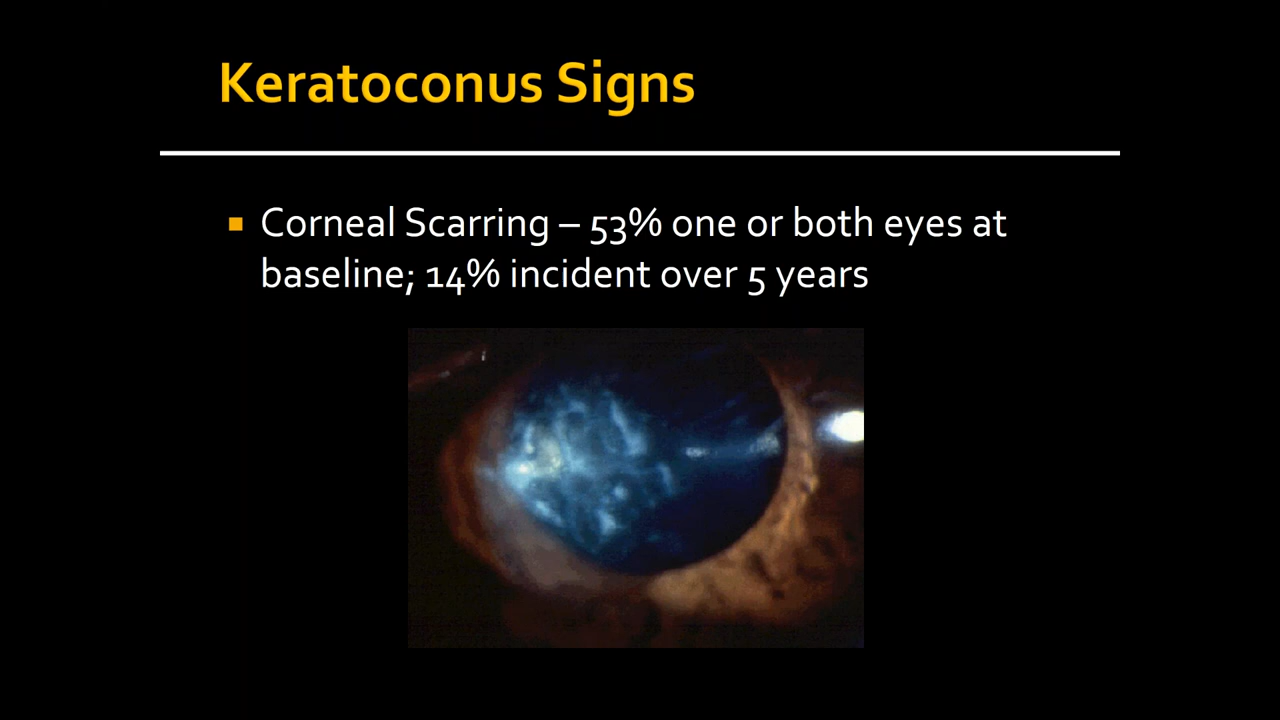 Keratoconus Signs
Corneal Scarring – 53% one or both eyes at
baseline; 14% incident over 5 years